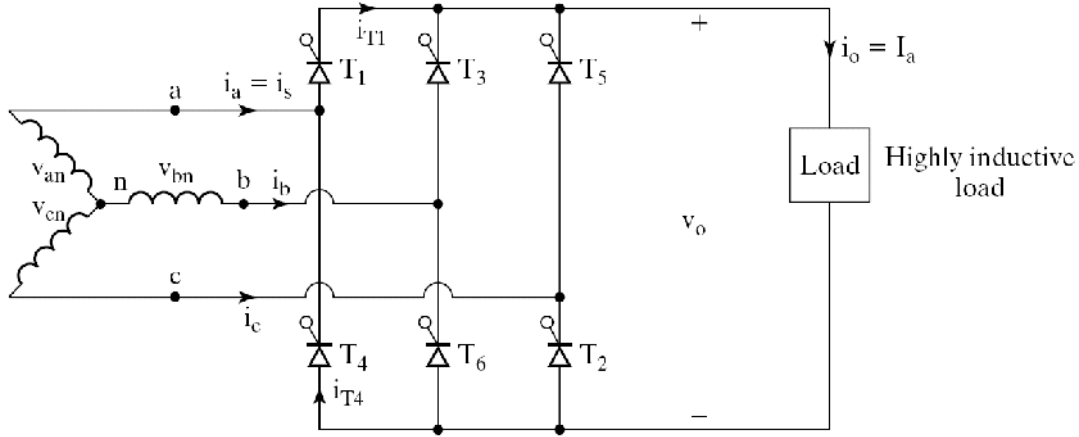 i_T1
+
T_1
T_3
T_5
i_o = I_a
a
i_a = i_s
v_an
n
v_bn
b
i_b
Load
Highly inductive
load
v_cn
v_o
c
i_c
T_4
T_6
T_2
i_T4
−